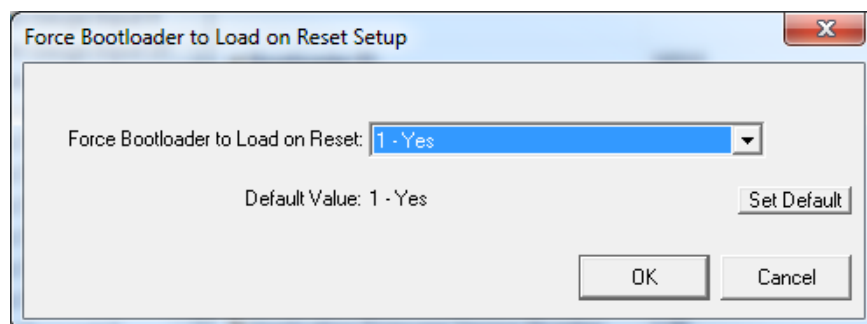 Force Bootloader to Load on Reset Setup
Force Bootloader to Load on Reset: 1 - Yes
Default Value: 1 - Yes Set Default
OK Cancel